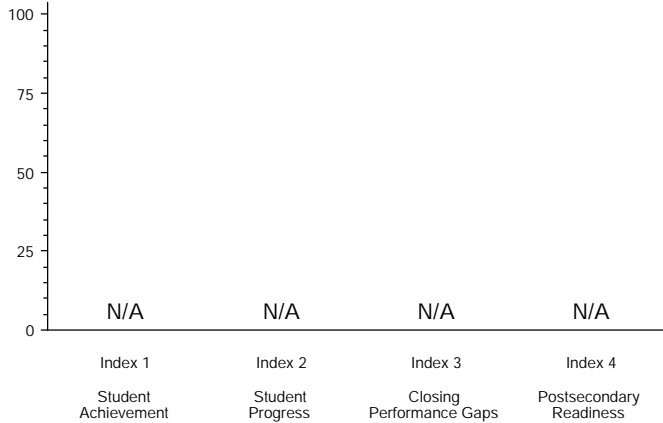 100
75
50
25
0
N/A N/A N/A N/A
Index 1 Index 2 Index 3 Index 4
Student Student Closing Postsecondary
Achievement Progress Performance Gaps Readiness